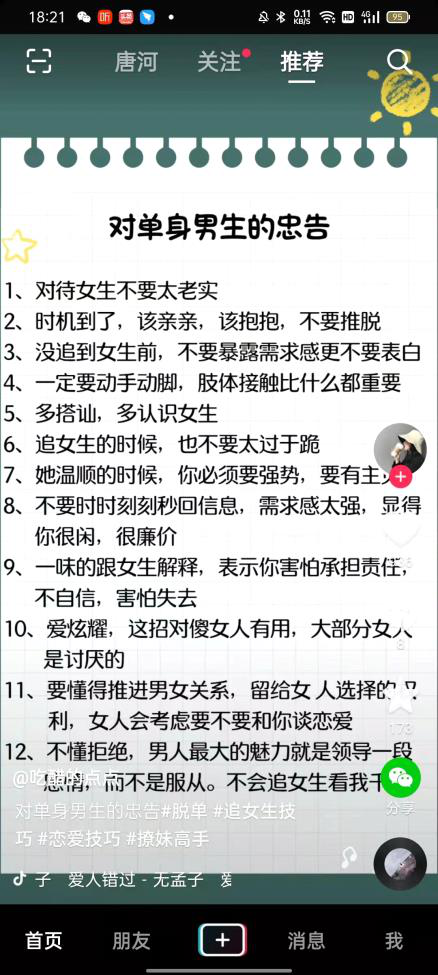 18:21
0.11
KB/S
HD
4G
95
唐河
关注
推荐
对单身男生的忠告
1、对待女生不要太老实
2、时机到了，该亲亲，该抱抱，不要推脱
3、没追到女生前，不要暴露需求感更不要表白
4、一定要动手动脚，肢体接触比什么都重要
5、多搭讪，多认识女生
6、追女生的时候，也不要太过于跪
7、她温顺的时候，你必须要强势，要有主
8、不要时时刻刻秒回信息，需求感太强，显得
你很闲，很廉价
9、一味的跟女生解释，表示你害怕承担责任，
不自信，害怕失去
10、爱炫耀，这招对傻女人有用，大部分女人
是讨厌的
11、要懂得推进男女关系，留给女人选择的权
利，女人会考虑要不要和你谈恋爱
12、不懂拒绝，男人最大的魅力就是领导一段
@吃醋的点点
感情，而不是服从。不会追女生看我
173
分享
对单身男生的忠告#脱单 #追女生技
巧 #恋爱技巧 #撩妹高手
子 爱人错过 - 无孟子
首页
朋友
消息
我